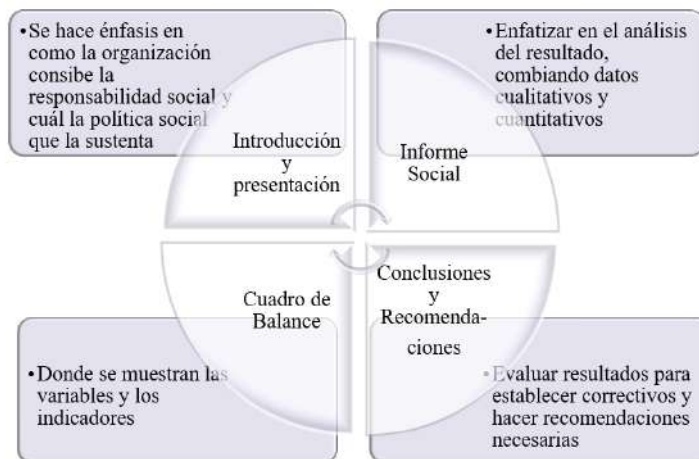 •Se hace énfasis en
como la organización
consibe la
responsabilidad social y
cuál la política social
que la sustenta
Introducción
y
presentación
•Enfatizar en el análisis
del resultado,
combiando datos
cualitativos y
cuantitativos
Informe
Social
Cuadro de
Balance
•Donde se muestran las
variables y los
indicadores
Conclusiones
y
Recomenda-
ciones
•Evaluar resultados para
establecer correctivos y
hacer recomendaciones
necesarias